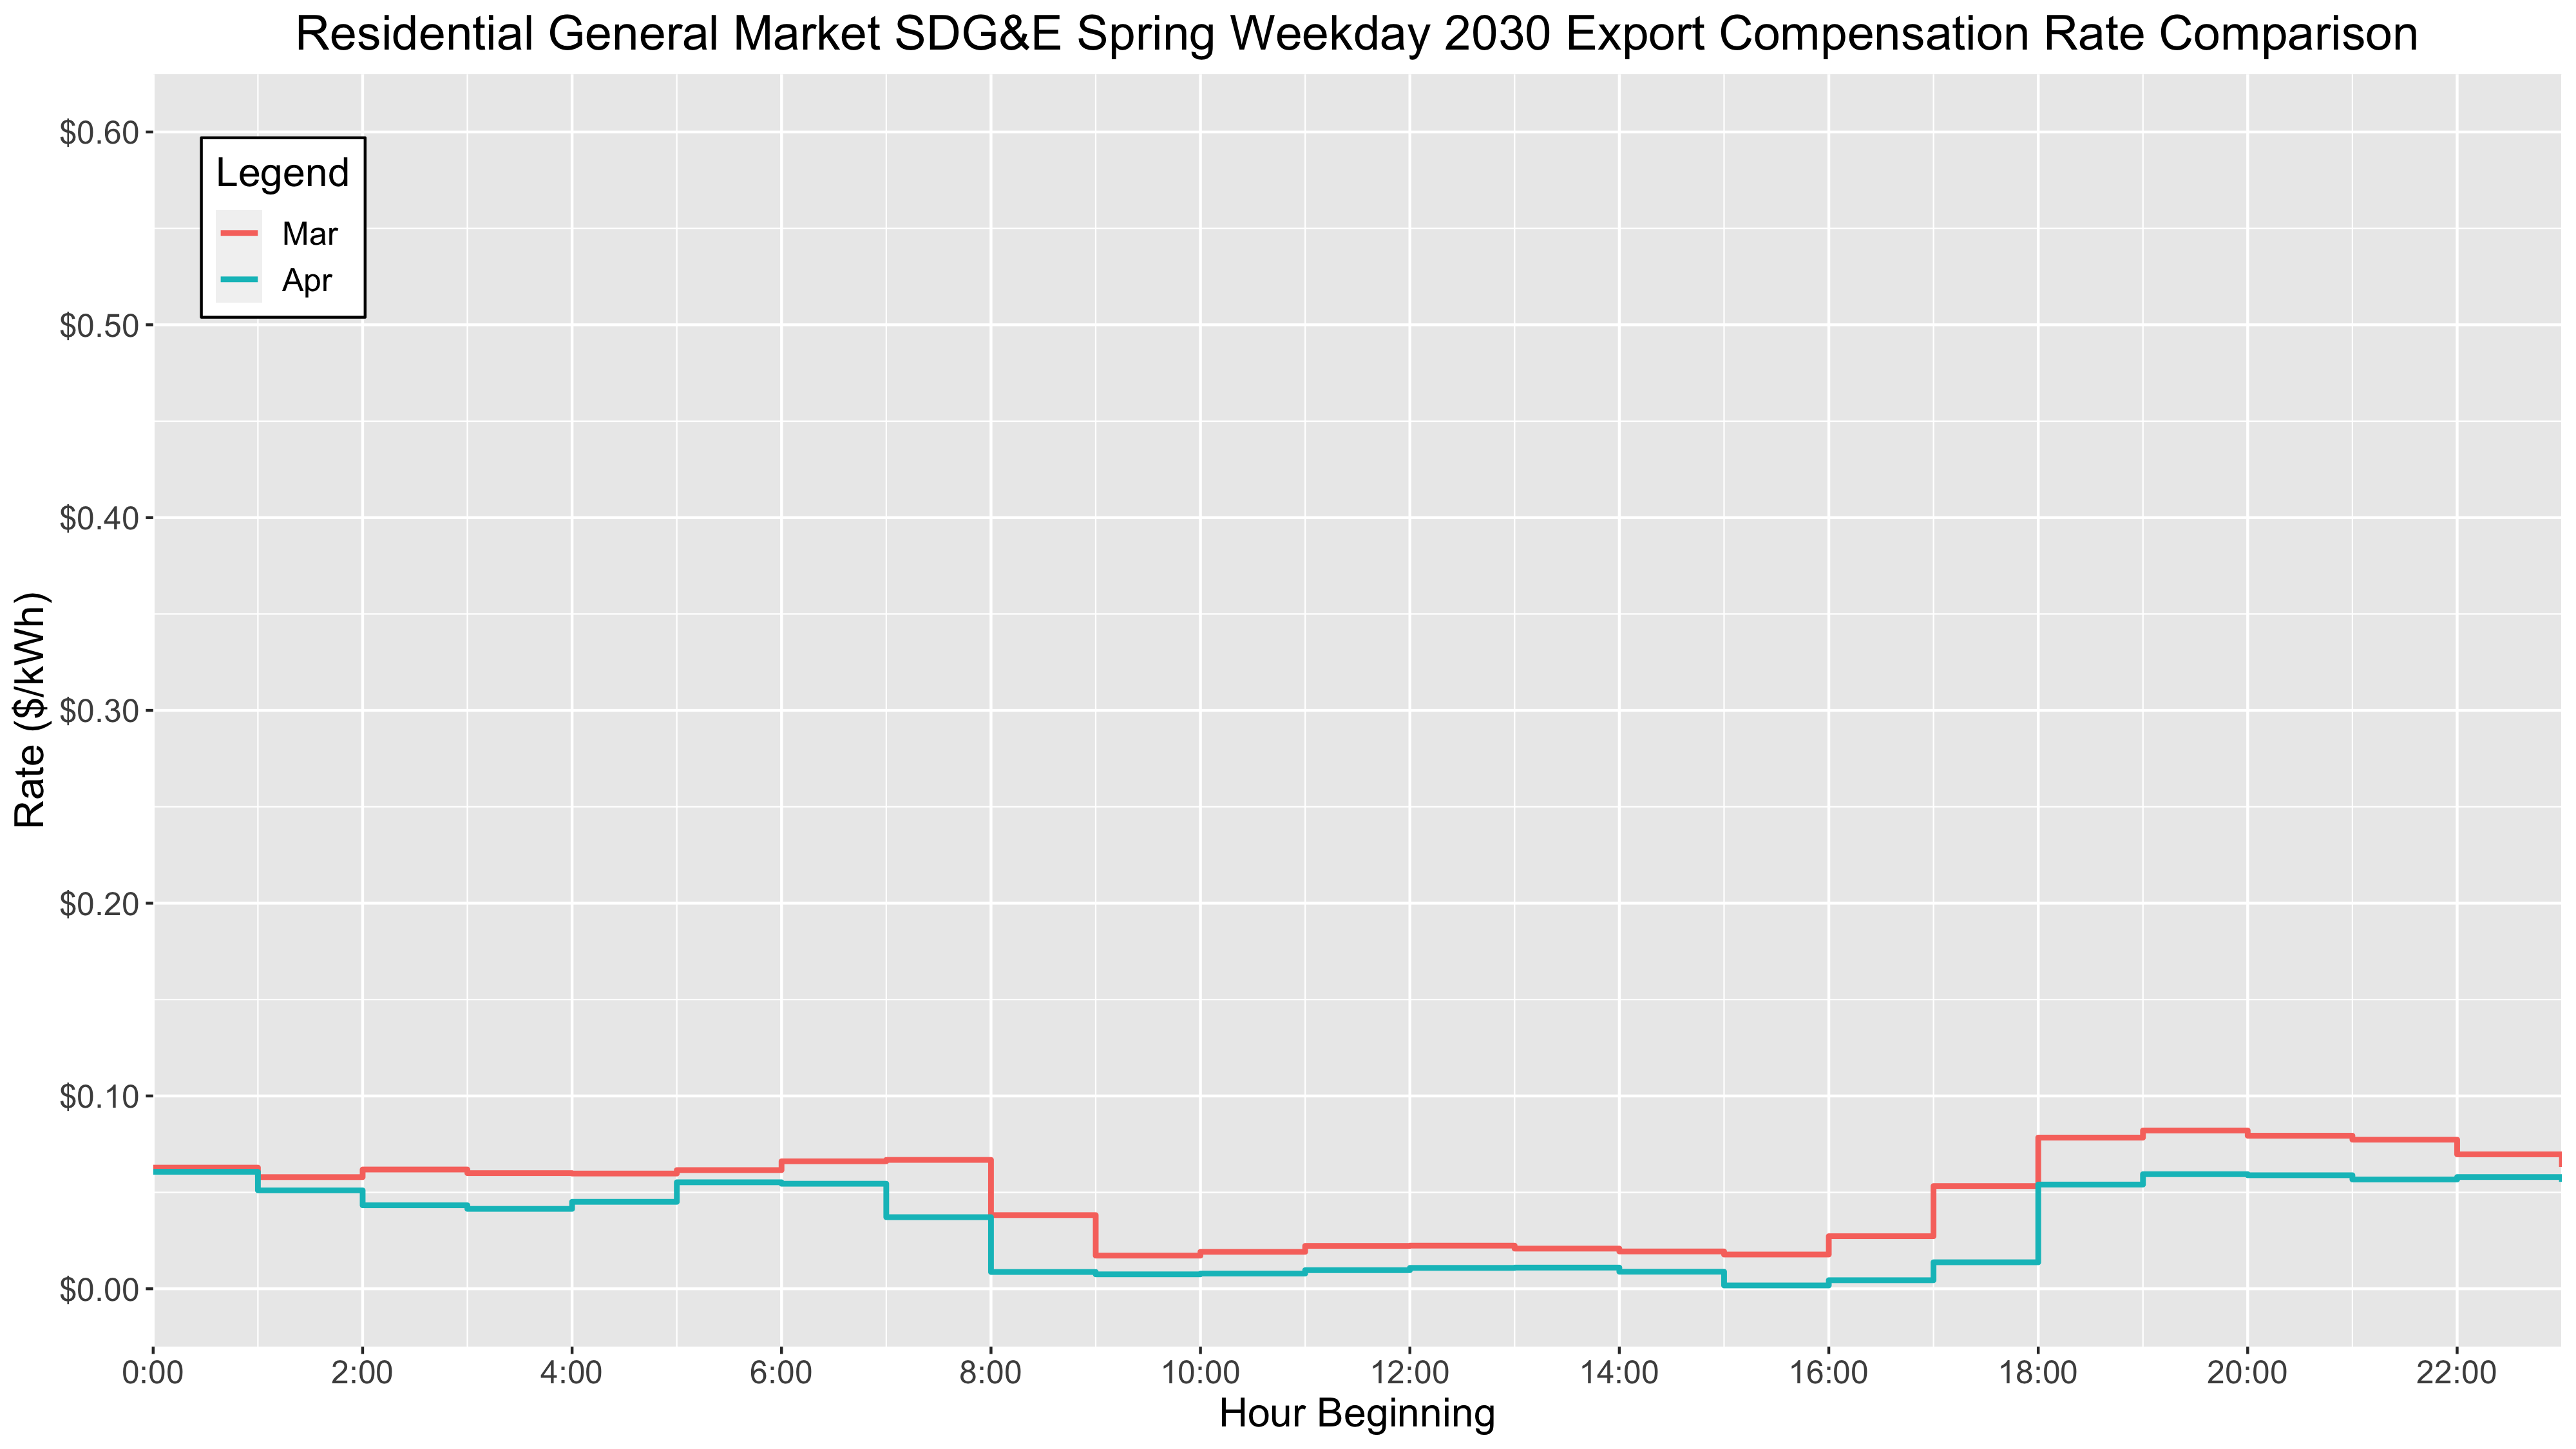 Residential General Market SDG&E Spring Weekday 2030 Export Compensation Rate Comparison
$0.60
Legend
Mar
Apr
$0.50
$0.40
Rate ($/kWh)
$0.30
$0.20
$0.10
$0.00
0:00 2:00 4:00 6:00 8:00 10:00 12:00 14:00 16:00 18:00 20:00 22:00
Hour Beginning